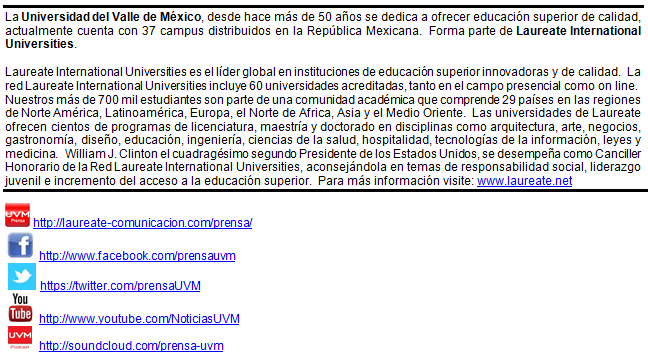 La Universidad del Valle de México, desde hace más de 50 años se dedica a ofrecer educación superior de calidad,
actualmente cuenta con 37 campus distribuidos en la República Mexicana. Forma parte de Laureate International
Universities.
Laureate International Universities es el líder global en instituciones de educación superior innovadoras y de calidad. La
red Laureate International Universities incluye 60 universidades acreditadas, tanto en el campo presencial como on line.
Nuestros más de 700 mil estudiantes son parte de una comunidad académica que comprende 29 países en las regiones
de Norte América, Latinoamérica, Europa, el Norte de Africa, Asia y el Medio Oriente. Las universidades de Laureate
ofrecen cientos de programas de licenciatura, maestría y doctorado en disciplinas como arquitectura, arte, negocios,
gastronomía, diseño, educación, ingeniería, ciencias de la salud, hospitalidad, tecnologías de la información, leyes y
medicina. William J. Clinton el cuadragésimo segundo Presidente de los Estados Unidos, se desempeña como Canciller
Honorario de la Red Laureate International Universities, aconsejándola en temas de responsabilidad social, liderazgo
juvenil e incremento del acceso a la educación superior. Para más información visite: www.laureate.net
UVM
Prensa
http://laureate-comunicacion.com/prensa/
f
http://www.facebook.com/prensauvm
https://twitter.com/prensaUVM
You
Tube
http://www.youtube.com/NoticiasUVM
UVM
Podcast
http://soundcloud.com/prensa-uvm